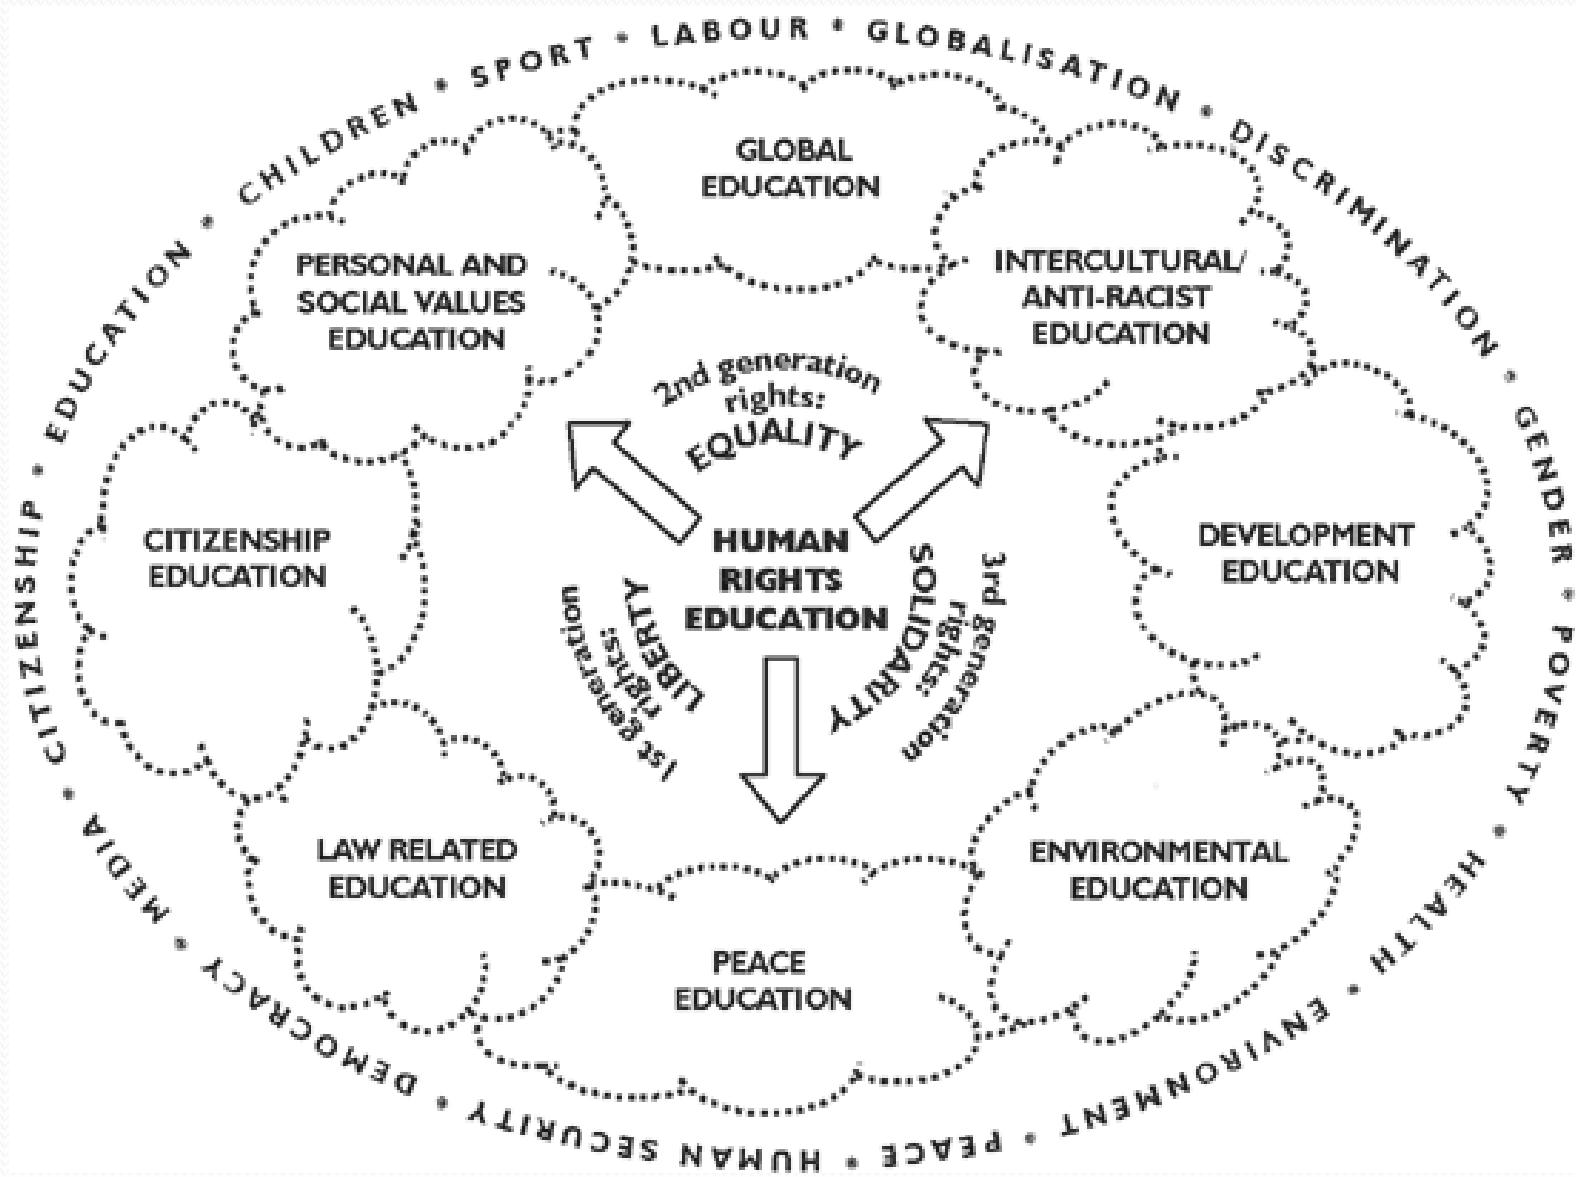 CITIZENSHIP • EDUCATION • CHILDREN • SPORT • LABOUR • GLOBALISATION • DISCRIMINATION • GENDER • POVERTY • HEALTH • ENVIRONMENT • PEACE • HUMAN SECURITY • DEMOCRACY • MEDIA •
GLOBAL
EDUCATION
PERSONAL AND
SOCIAL VALUES
EDUCATION
INTERCULTURAL/
ANTI-RACIST
EDUCATION
2nd generation
rights:
EQUALITY
CITIZENSHIP
EDUCATION
HUMAN
RIGHTS
EDUCATION
DEVELOPMENT
EDUCATION
1st generation
rights:
LIBERTY
3rd generation
rights:
SOLIDARITY
LAW RELATED
EDUCATION
ENVIRONMENTAL
EDUCATION
PEACE
EDUCATION